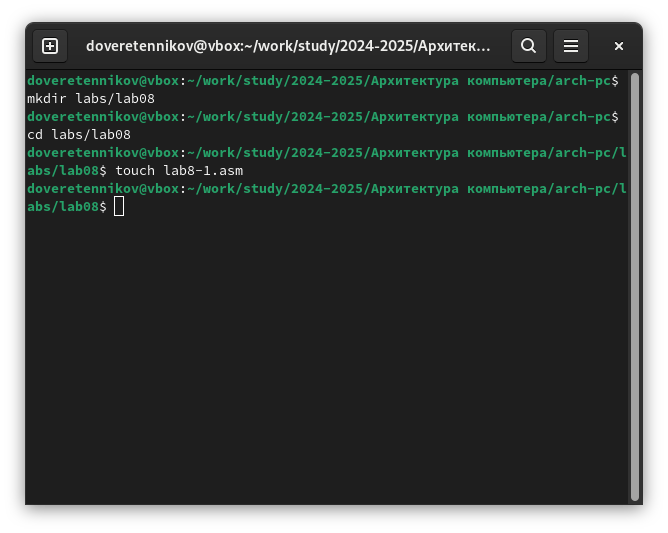 doveretennikov@vbox:~/work/study/2024-2025/Архитек...
doveretennikov@vbox:~/work/study/2024-2025/Архитектура компьютера/arch-pc$
mkdir labs/lab08
doveretennikov@vbox:~/work/study/2024-2025/Архитектура компьютера/arch-pc$
cd labs/lab08
doveretennikov@vbox:~/work/study/2024-2025/Архитектура компьютера/arch-pc/l
abs/lab08$ touch lab8-1.asm
doveretennikov@vbox:~/work/study/2024-2025/Архитектура компьютера/arch-pc/l
abs/lab08$